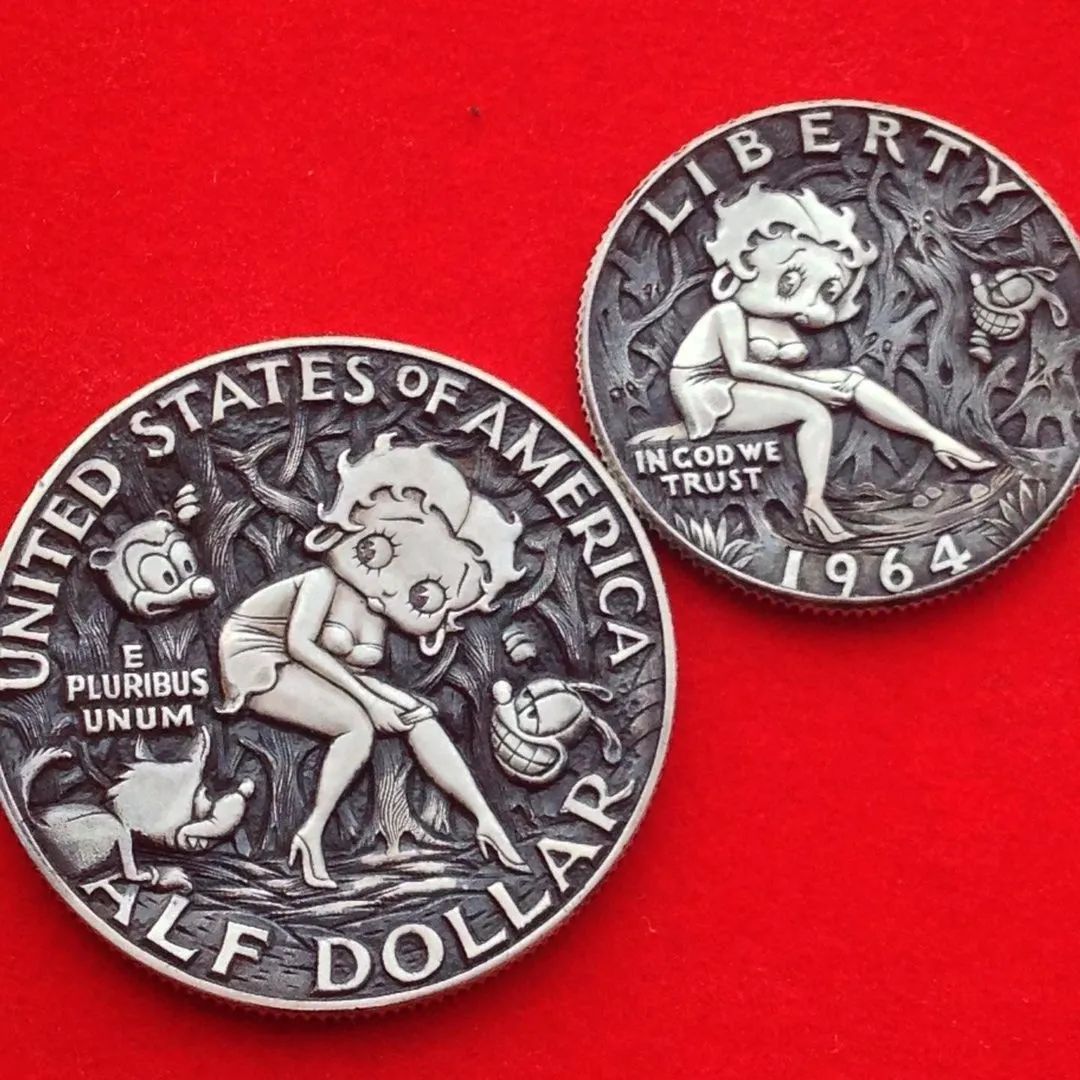 UNITED STATES OF AMERICA
E
PLURIBUS
UNUM
ALF DOLLAR
LIBERTY
IN GOD WE
TRUST
1964